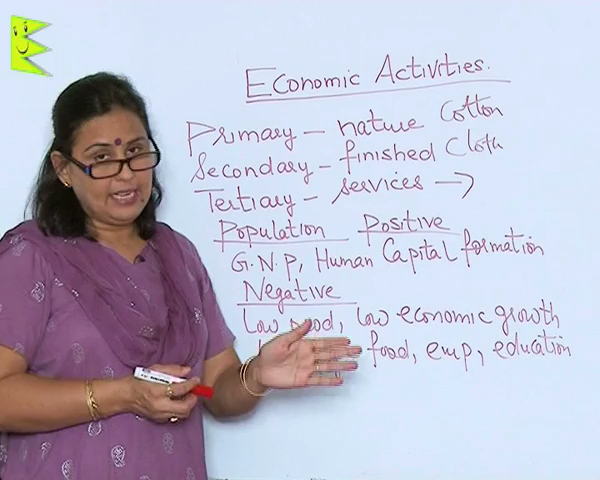 Economic Activities.
Primary – nature Cotton
Secondary – finished Cloth
Tertiary – services →
Population Positive
G.N.P, Human Capital formation
Negative
Low economic growth
food, emp, education